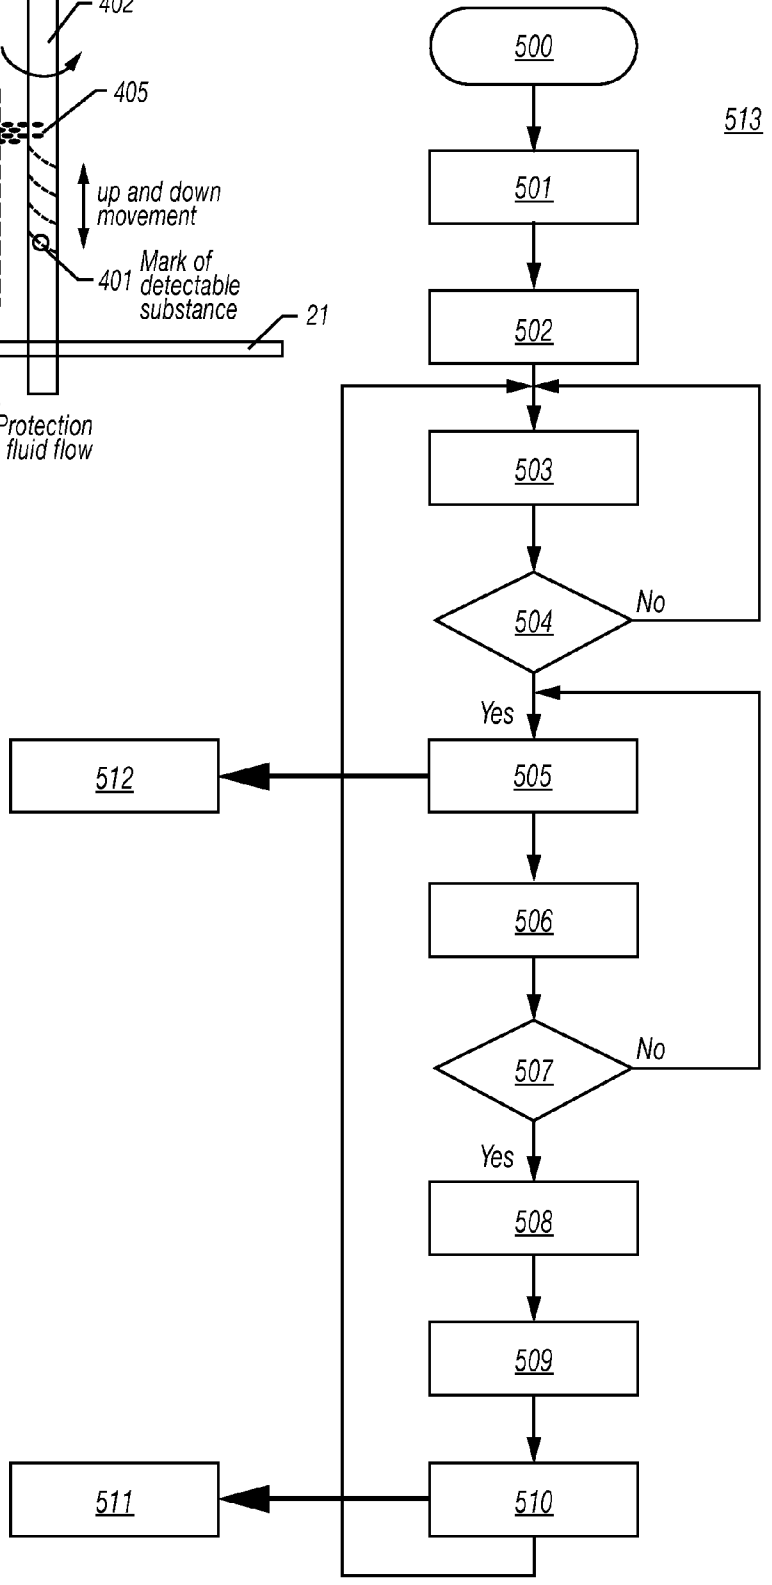 402
405
up and down
movement
401 Mark of
detectable
substance
21
Protection
fluid flow
500
513
501
502
503
504
No
Yes
512
505
506
507
No
Yes
508
509
511
510